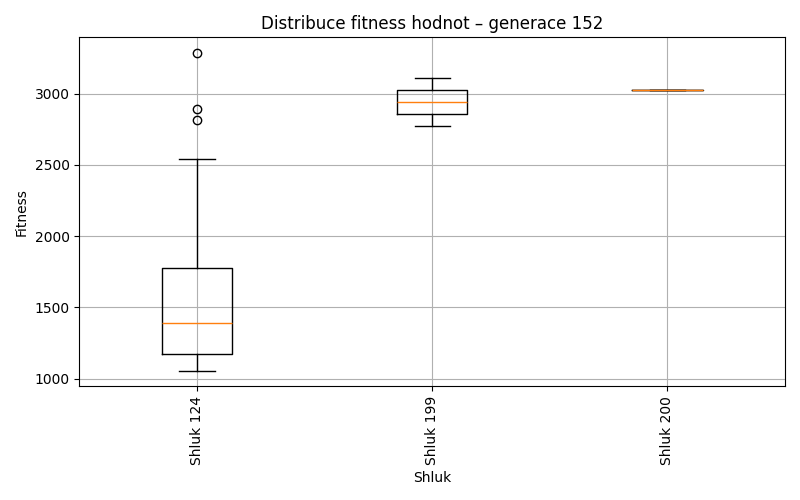 Distribuce fitness hodnot – generace 152
Fitness
3000
2500
2000
1500
1000
Shluk 124
Shluk 199
Shluk 200
Shluk